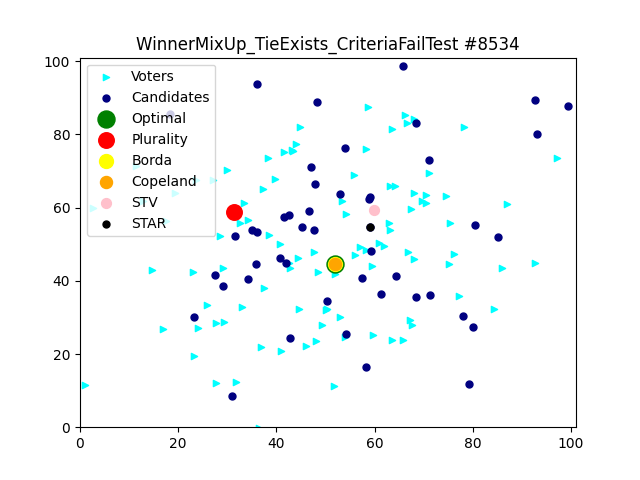 WinnerMixUp_TieExists_CriteriaFailTest #8534
100
80
60
40
20
0
Voters
Candidates
Optimal
Plurality
Borda
Copeland
STV
STAR
0 20 40 60 80 100